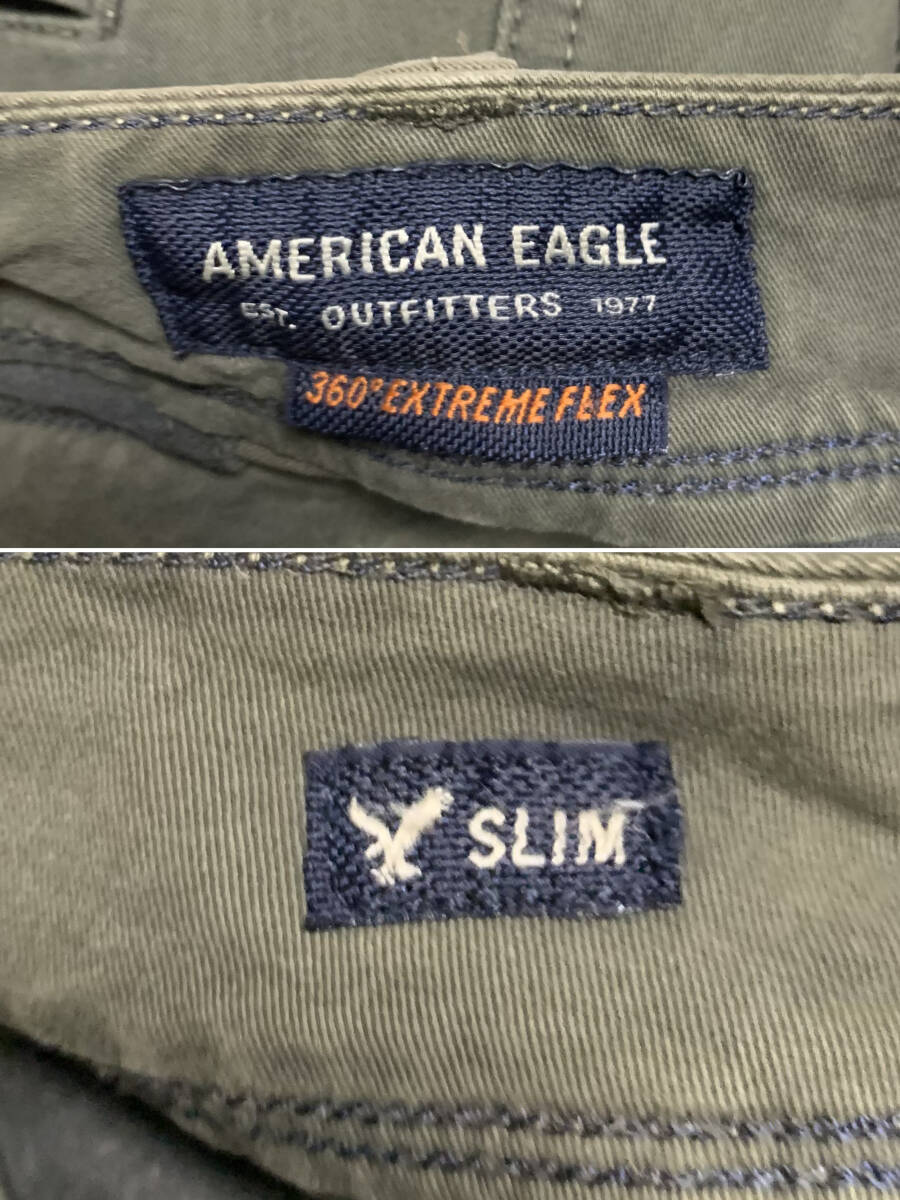 AMERICAN EAGLE
EST. OUTFITTERS 1977
360° EXTREME FLEX
SLIM